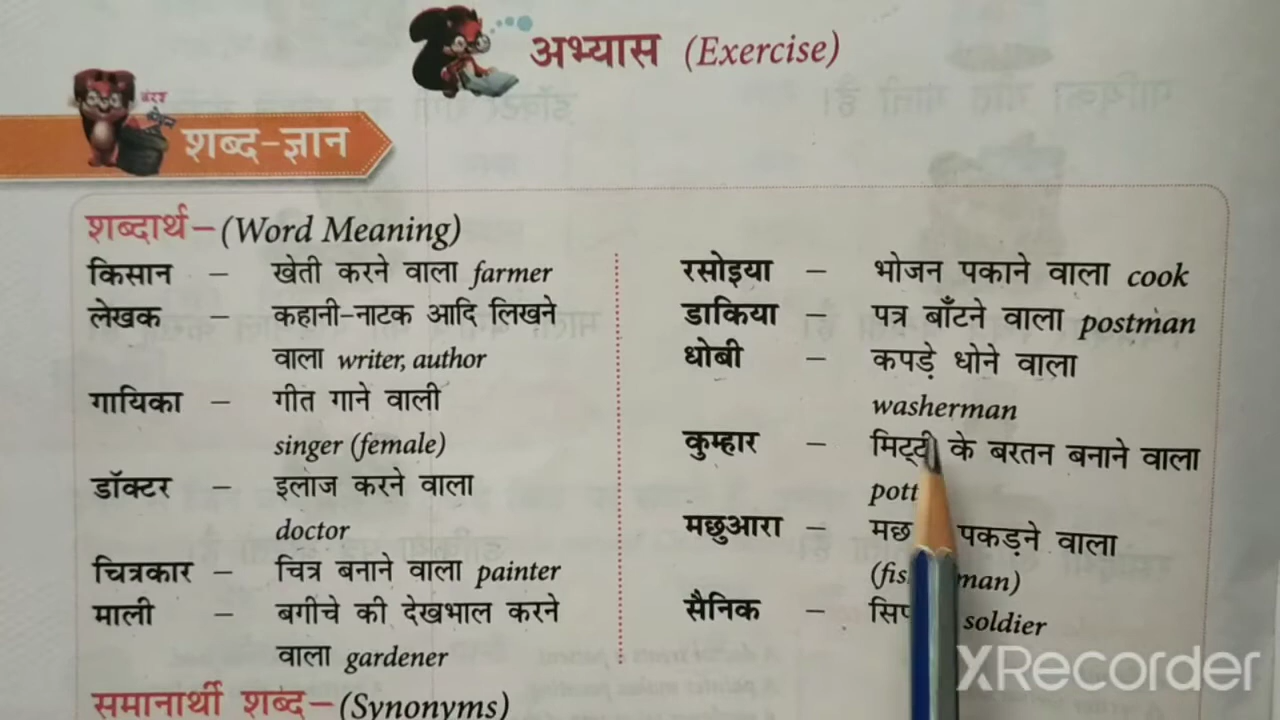 अभ्यास (Exercise)
शब्द-ज्ञान
शब्दार्थ-(Word Meaning)
किसान – खेती करने वाला farmer
लेखक – कहानी-नाटक आदि लिखने
वाला writer, author
गायिका – गीत गाने वाली
singer (female)
डॉक्टर – इलाज करने वाला
doctor
चित्रकार – चित्र बनाने वाला painter
माली – बगीचे की देखभाल करने
वाला gardener
रसोइया – भोजन पकाने वाला cook
डाकिया – पत्र बाँटने वाला postman
धोबी – कपड़े धोने वाला
washerman
कुम्हार – मिट्टी के बरतन बनाने वाला
मछुआरा – पकड़ने वाला
सैनिक – soldier
समानार्थी शब्द-(Synonyms)
XRecorder